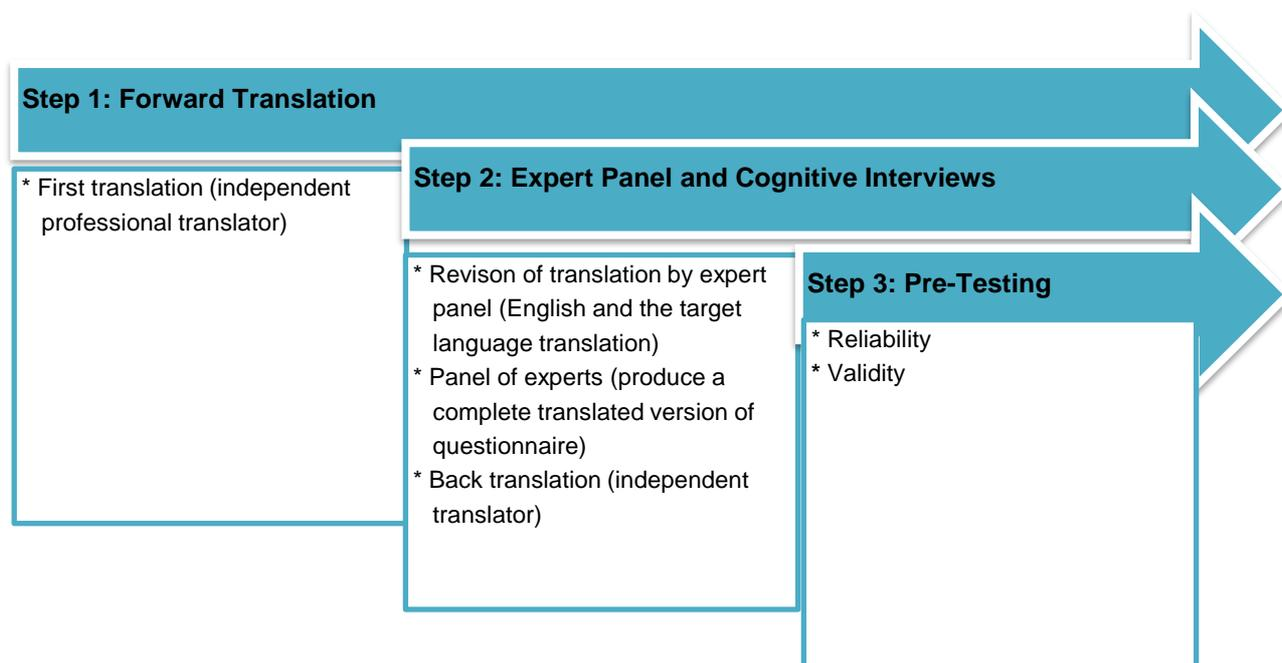 Step 1: Forward Translation
* First translation (independent
professional translator)
Step 2: Expert Panel and Cognitive Interviews
* Revison of translation by expert
panel (English and the target
language translation)
* Panel of experts (produce a
complete translated version of
questionnaire)
* Back translation (independent
translator)
Step 3: Pre-Testing
* Reliability
* Validity